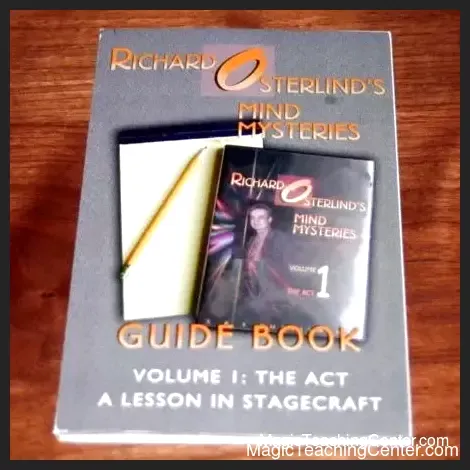 RICHARD OSTERLIND'S
MIND
MYSTERIES
RICHARD OSTERLIND'S
MIND
MYSTERIES
VOLUME 1
THE ACT
GUIDE BOOK
VOLUME 1: THE ACT
A LESSON IN STAGECRAFT
MagicTeachingCenter.com
MagicTeachingCenter.com